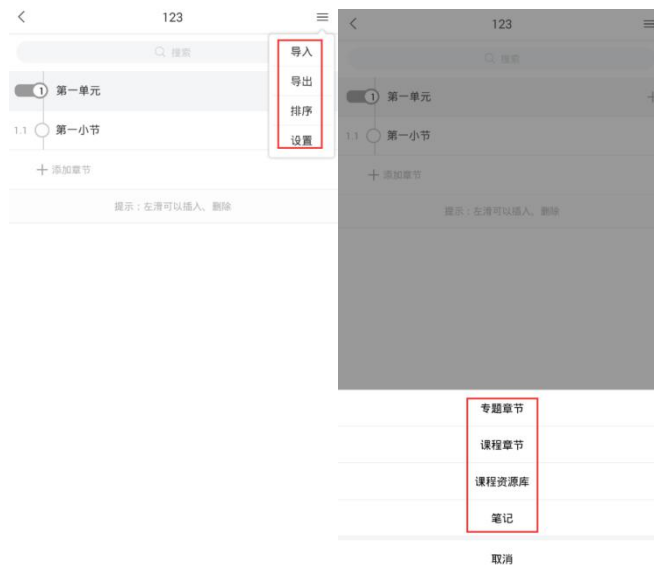 123
搜索
导入
导出
排序
设置
1 第一单元
1.1 第一小节
添加章节
提示：左滑可以插入、删除
123
搜索
1 第一单元
1.1 第一小节
添加章节
提示：左滑可以插入、删除
专题章节
课程章节
课程资源库
笔记
取消